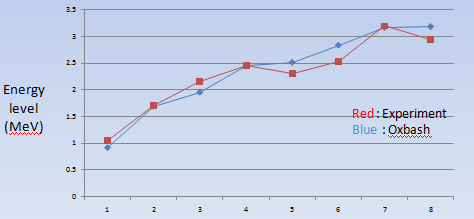 3.5
3
2.5
2
1.5
1
0.5
0
Energy
level
(MeV)
Red: Experiment
Blue : Oxbash
1 2 3 4 5 6 7 8